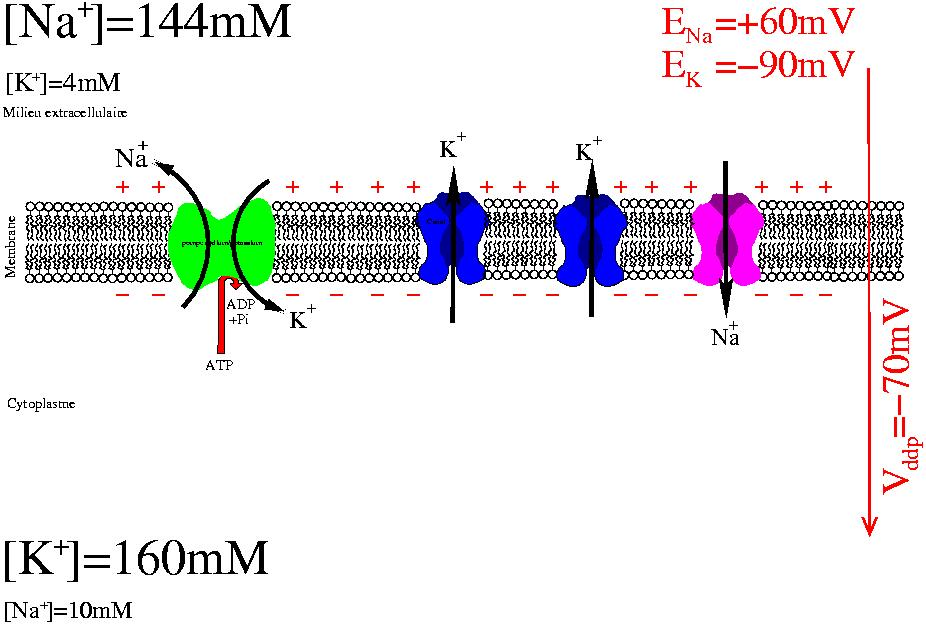 [Na⁺]=144mM
[K⁺]=4mM
Milieu extracellulaire
E_Na=+60mV
E_K =−90mV
Na⁺
K⁺
K⁺
+ + + + + + + + + + + + +
Membrane
− − − − − − − − − − − − −
ADP
+Pi
K⁺
ATP
Na⁺
V_ddp=−70mV
Cytoplasme
[K⁺]=160mM
[Na⁺]=10mM